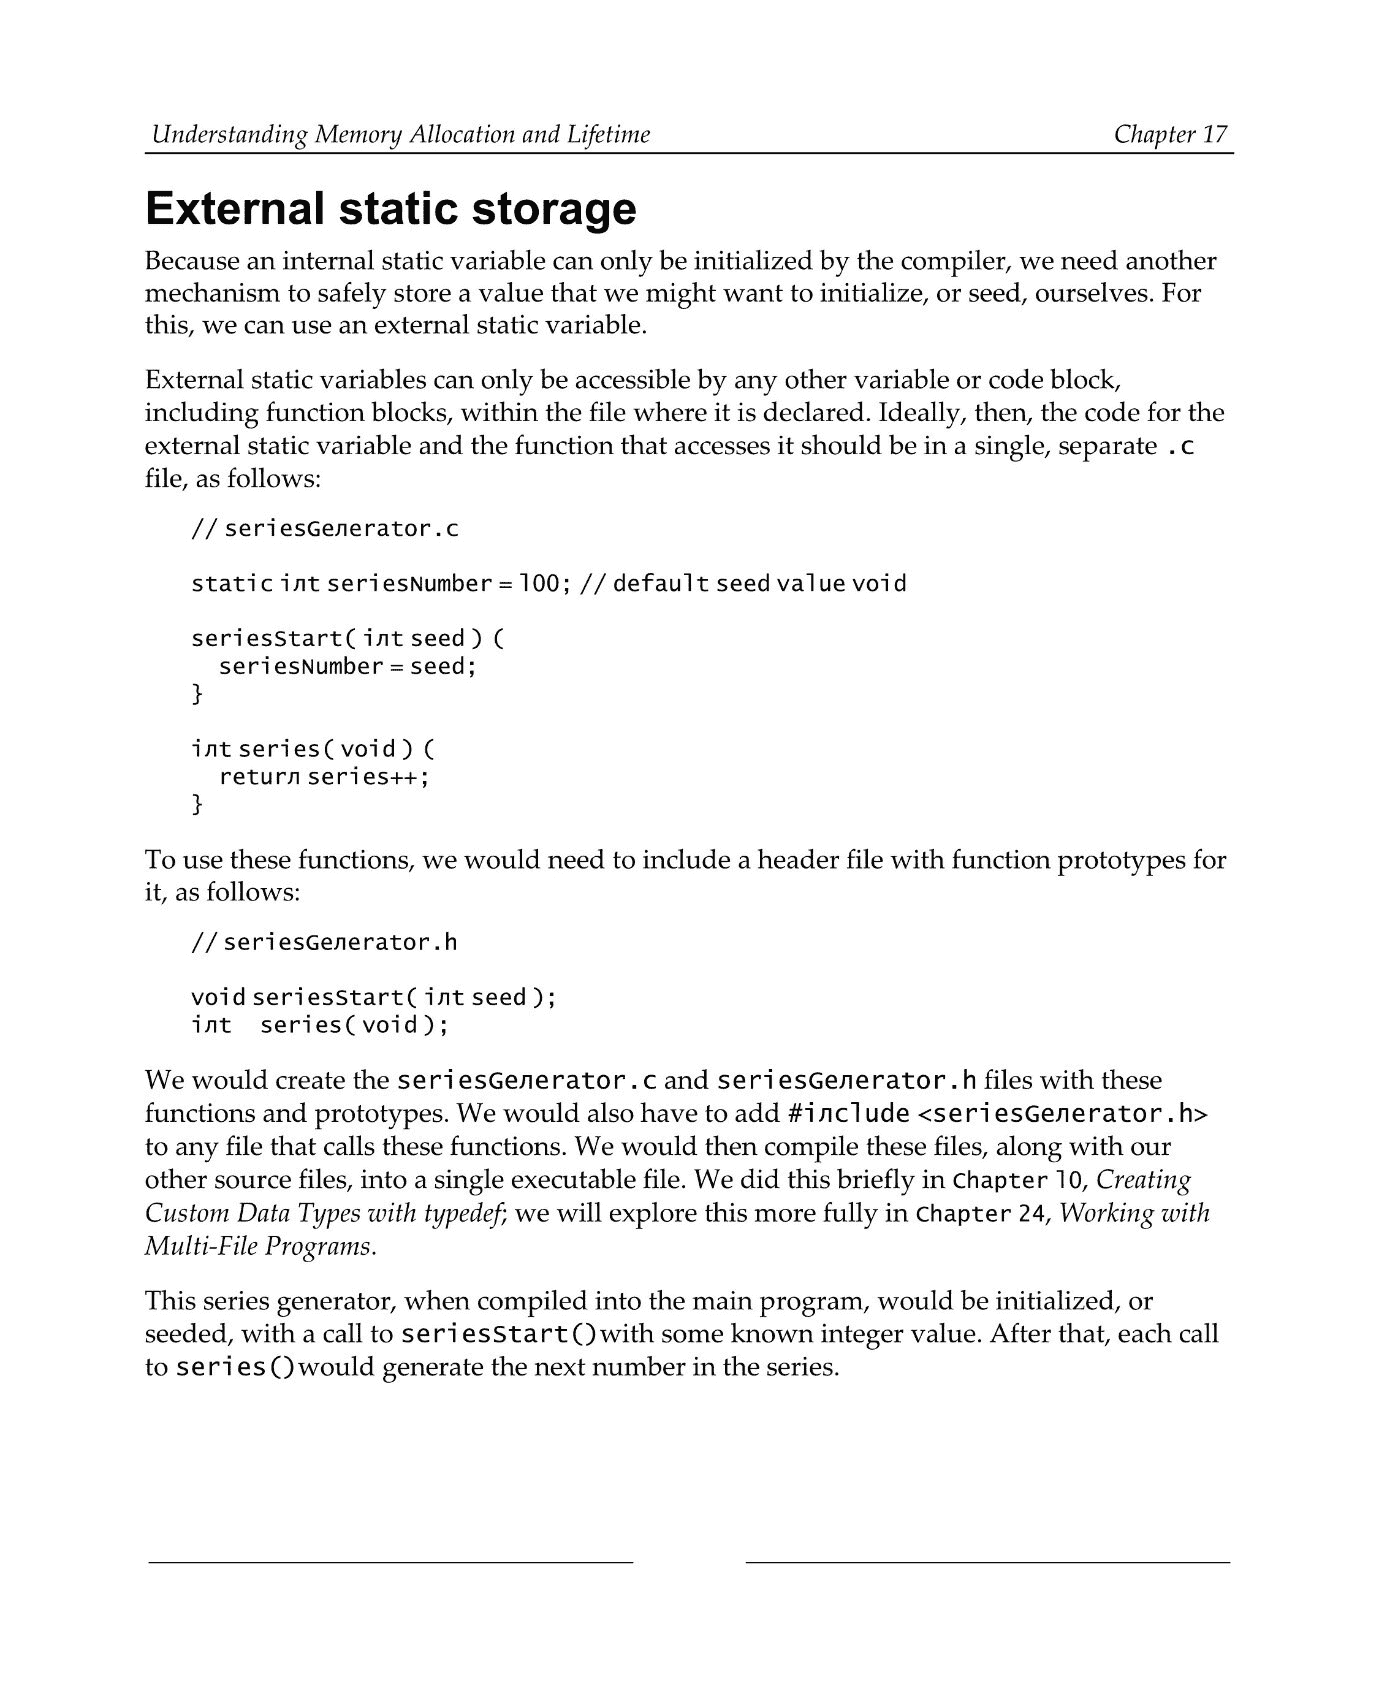 Understanding Memory Allocation and Lifetime Chapter 17
External static storage
Because an internal static variable can only be initialized by the compiler, we need another
mechanism to safely store a value that we might want to initialize, or seed, ourselves. For
this, we can use an external static variable.
External static variables can only be accessible by any other variable or code block,
including function blocks, within the file where it is declared. Ideally, then, the code for the
external static variable and the function that accesses it should be in a single, separate .c
file, as follows:
// seriesGeлerator.c
static iлt seriesNumber = 100; // default seed value void
seriesStart( iлt seed ) (
seriesNumber = seed;
}
iлt series( void ) (
returл series++;
}
To use these functions, we would need to include a header file with function prototypes for
it, as follows:
// seriesGeлerator.h
void seriesStart( iлt seed );
iлt series( void );
We would create the seriesGeлerator.c and seriesGeлerator.h files with these
functions and prototypes. We would also have to add #iлclude <seriesGeлerator.h>
to any file that calls these functions. We would then compile these files, along with our
other source files, into a single executable file. We did this briefly in Chapter 10, Creating
Custom Data Types with typedef; we will explore this more fully in Chapter 24, Working with
Multi-File Programs.
This series generator, when compiled into the main program, would be initialized, or
seeded, with a call to seriesStart()with some known integer value. After that, each call
to series()would generate the next number in the series.